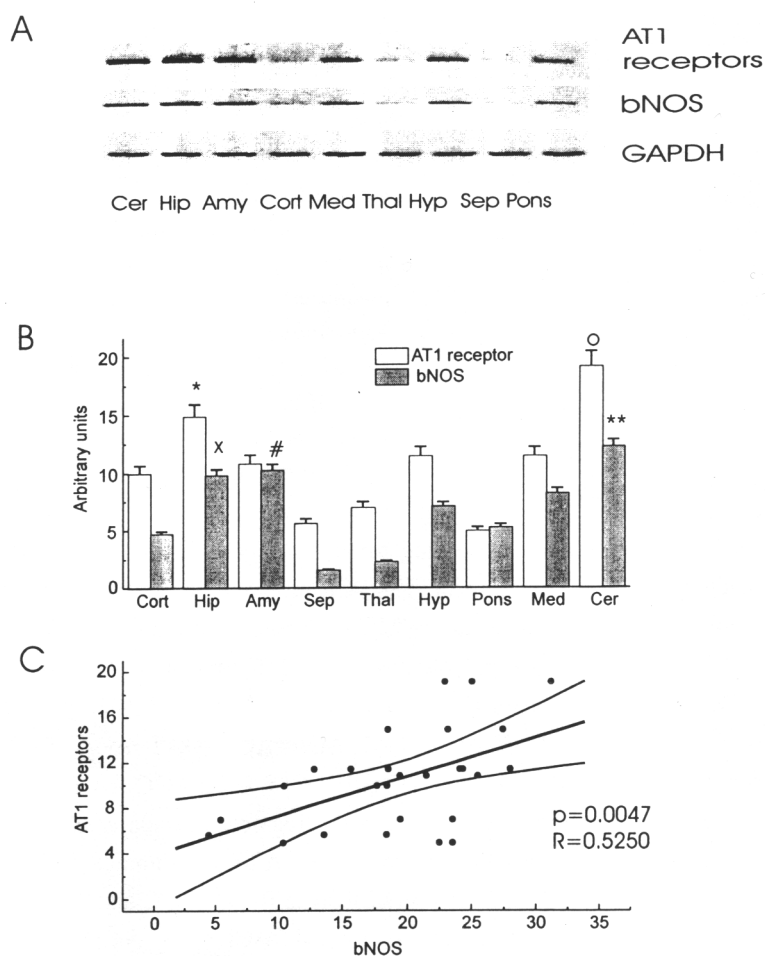 A
AT1
receptors
bNOS
GAPDH
Cer Hip Amy Cort Med Thal Hyp Sep Pons
B
AT1 receptor
bNOS
Arbitrary units
20
15
10
5
0
* x # O **
Cort Hip Amy Sep Thal Hyp Pons Med Cer
C
AT1 receptors
20
16
12
8
4
0
p=0.0047
R=0.5250
0 5 10 15 20 25 30 35
bNOS